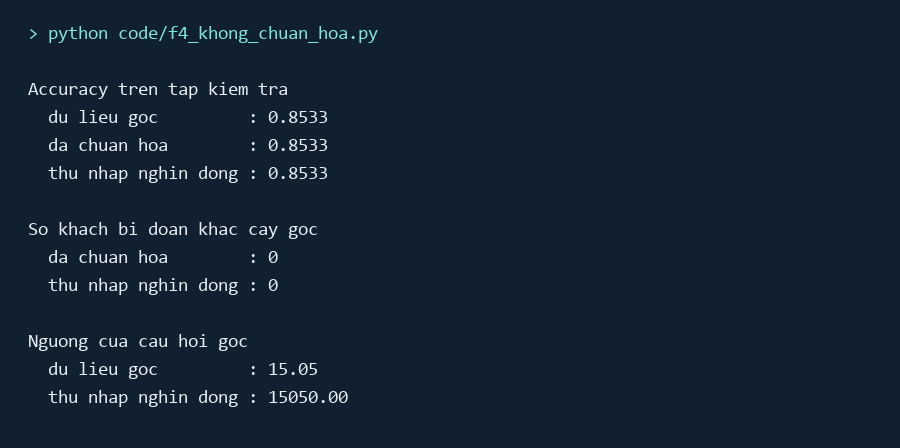 > python code/f4_khong_chuan_hoa.py
Accuracy tren tap kiem tra
du lieu goc : 0.8533
da chuan hoa : 0.8533
thu nhap nghin dong : 0.8533
So khach bi doan khac cay goc
da chuan hoa : 0
thu nhap nghin dong : 0
Nguong cua cau hoi goc
du lieu goc : 15.05
thu nhap nghin dong : 15050.00